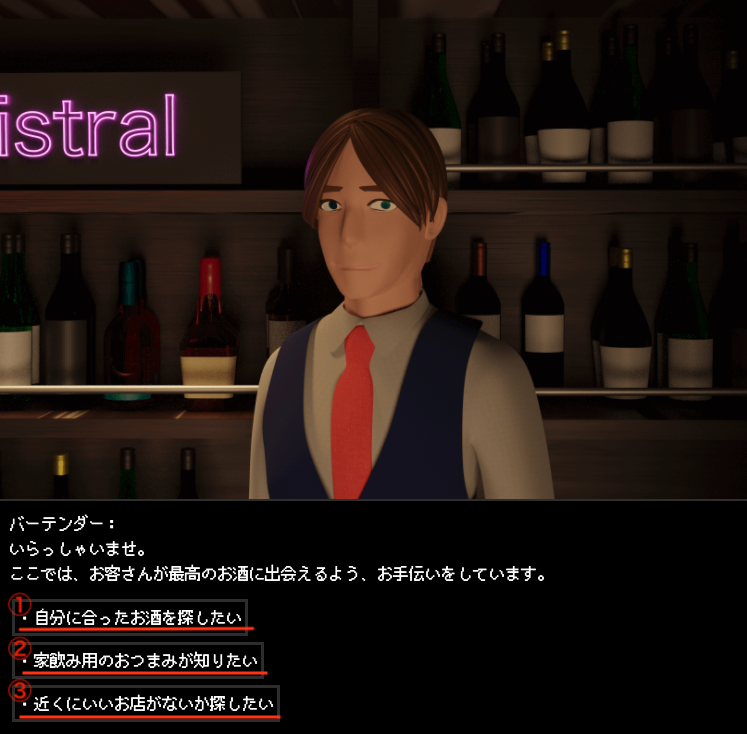 istral
バーテンダー：
いらっしゃいませ。
ここでは、お客さんが最高のお酒に出会えるよう、お手伝いをしています。
①
・自分に合ったお酒を探したい
②
・家飲み用のおつまみが知りたい
③
・近くにいいお店がないか探したい